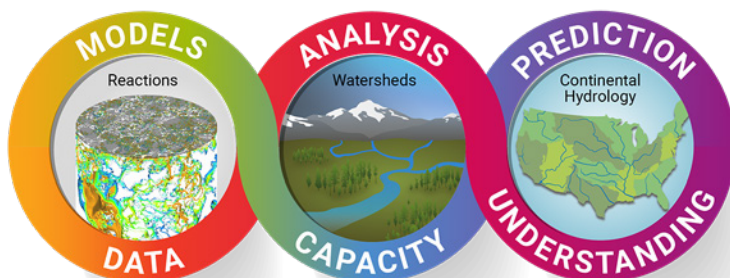 MODELS
Reactions
DATA
ANALYSIS
Watersheds
CAPACITY
PREDICTION
Continental
Hydrology
UNDERSTANDING